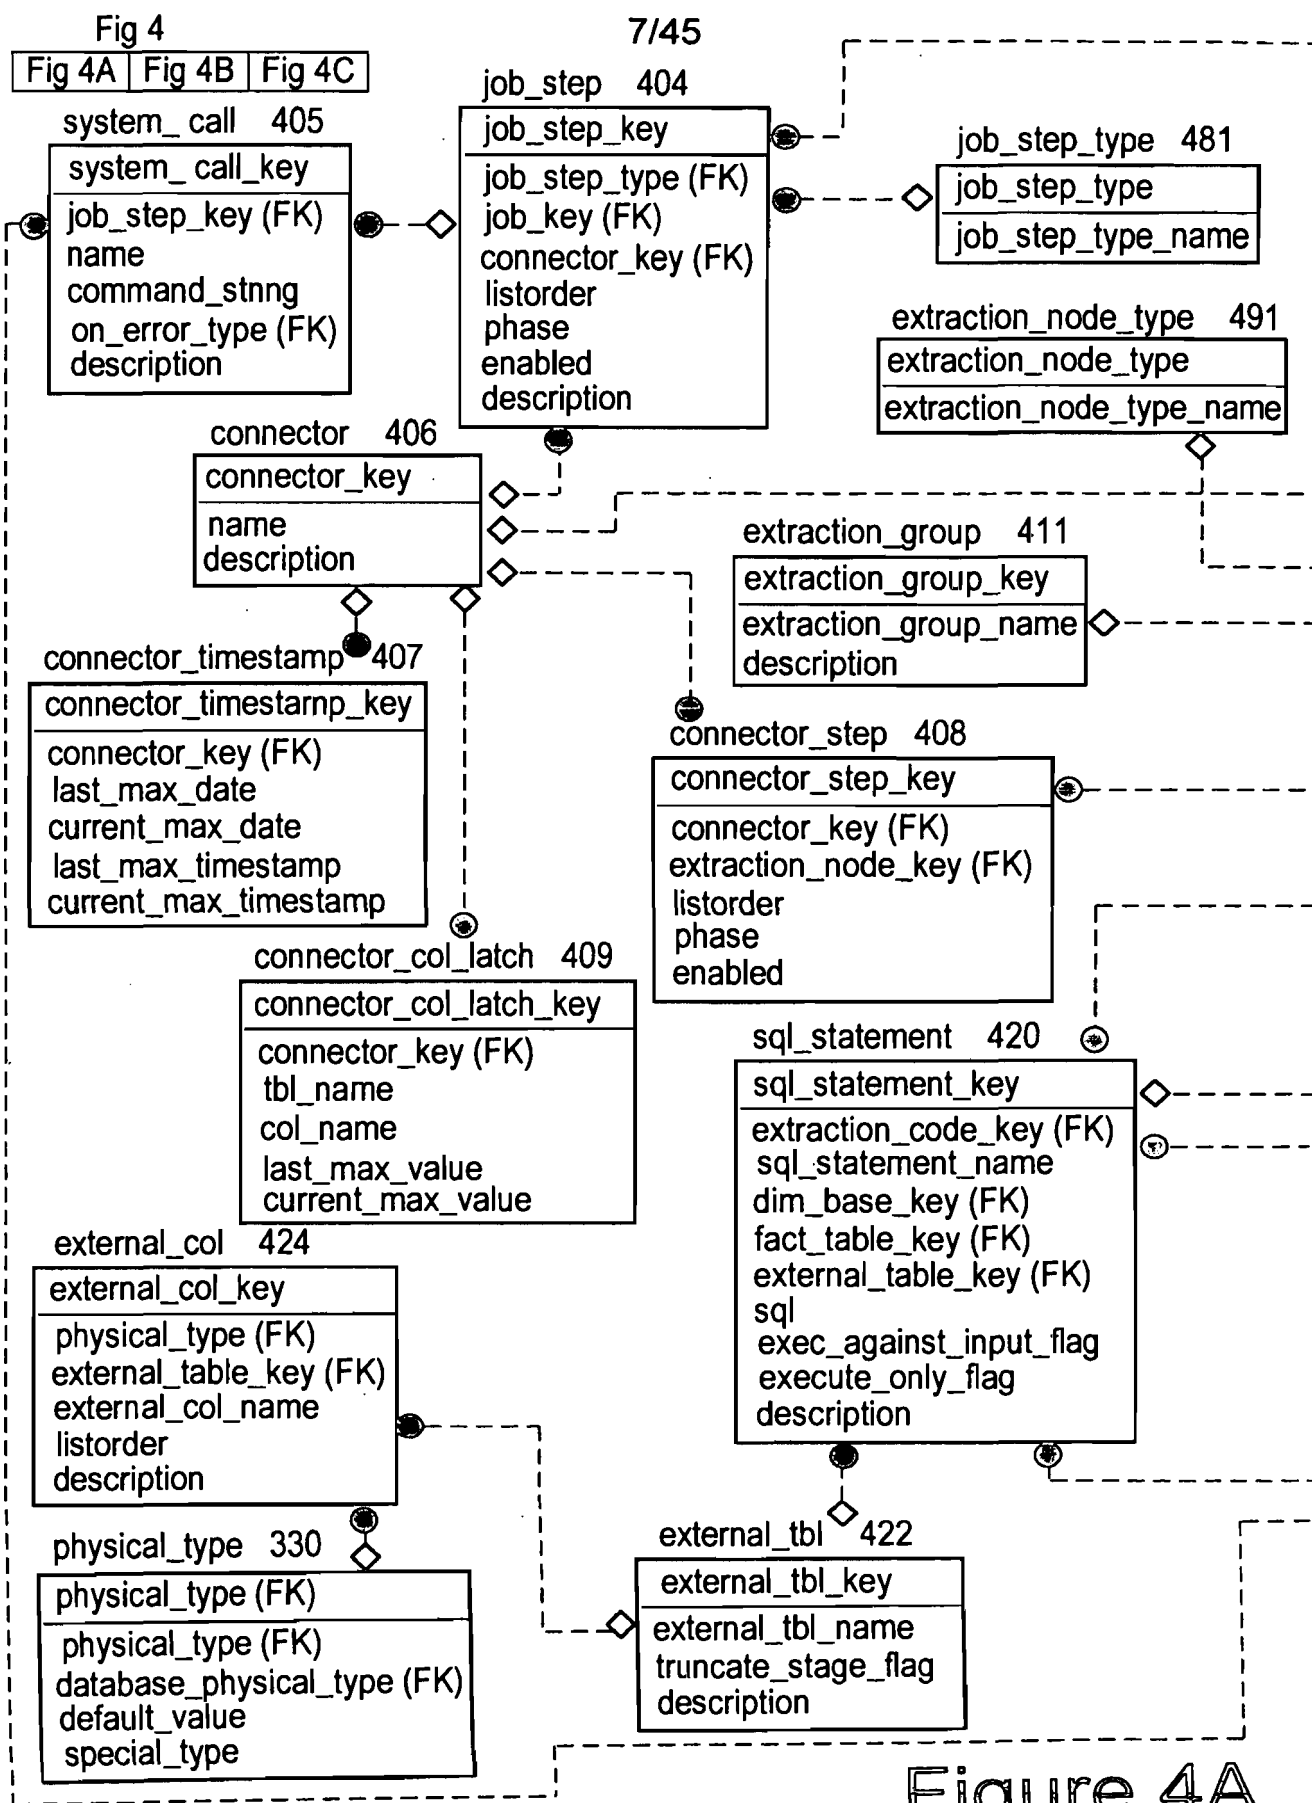 Fig 4
Fig 4A Fig 4B Fig 4C
7/45
system_ call 405
system_ call_key
job_step_key (FK)
name
command_stnng
on_error_type (FK)
description
job_step 404
job_step_key
job_step_type (FK)
job_key (FK)
connector_key (FK)
listorder
phase
enabled
description
job_step_type 481
job_step_type
job_step_type_name
extraction_node_type 491
extraction_node_type
extraction_node_type_name
connector 406
connector_key
name
description
extraction_group 411
extraction_group_key
extraction_group_name
description
connector_timestamp 407
connector_timestarnp_key
connector_key (FK)
last_max_date
current_max_date
last_max_timestamp
current_max_timestamp
connector_step 408
connector_step_key
connector_key (FK)
extraction_node_key (FK)
listorder
phase
enabled
connector_col_latch 409
connector_col_latch_key
connector_key (FK)
tbl_name
col_name
last_max_value
current_max_value
sql_statement 420
sql_statement_key
extraction_code_key (FK)
sql_statement_name
dim_base_key (FK)
fact_table_key (FK)
external_table_key (FK)
sql
exec_against_input_flag
execute_only_flag
description
external_col 424
external_col_key
physical_type (FK)
external_table_key (FK)
external_col_name
listorder
description
physical_type 330
physical_type (FK)
physical_type (FK)
database_physical_type (FK)
default_value
special_type
external_tbl 422
external_tbl_key
external_tbl_name
truncate_stage_flag
description
Figure 4A